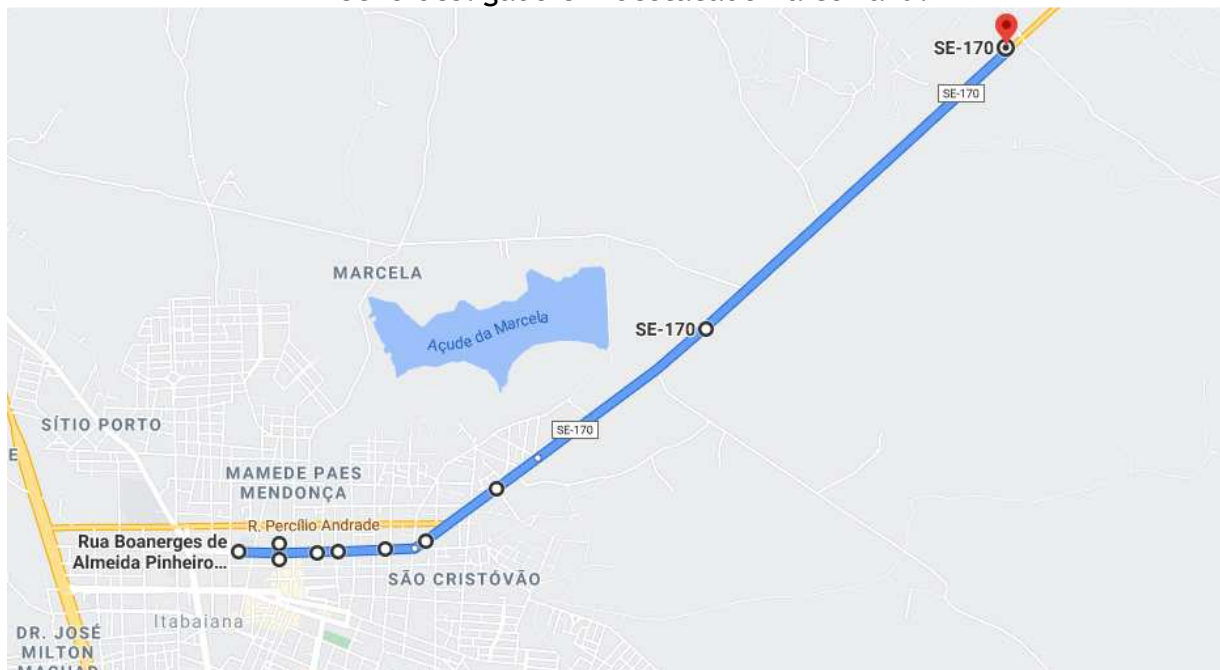 SE-170
SE-170
MARCELA
Açude da Marcela
SE-170
SE-170
SÍTIO PORTO
E
MAMEDE PAES
MENDONÇA
R. Percílio Andrade
Rua Boanerges de
Almeida Pinheiro...
SÃO CRISTÓVÃO
Itabaiana
DR. JOSÉ
MILTON